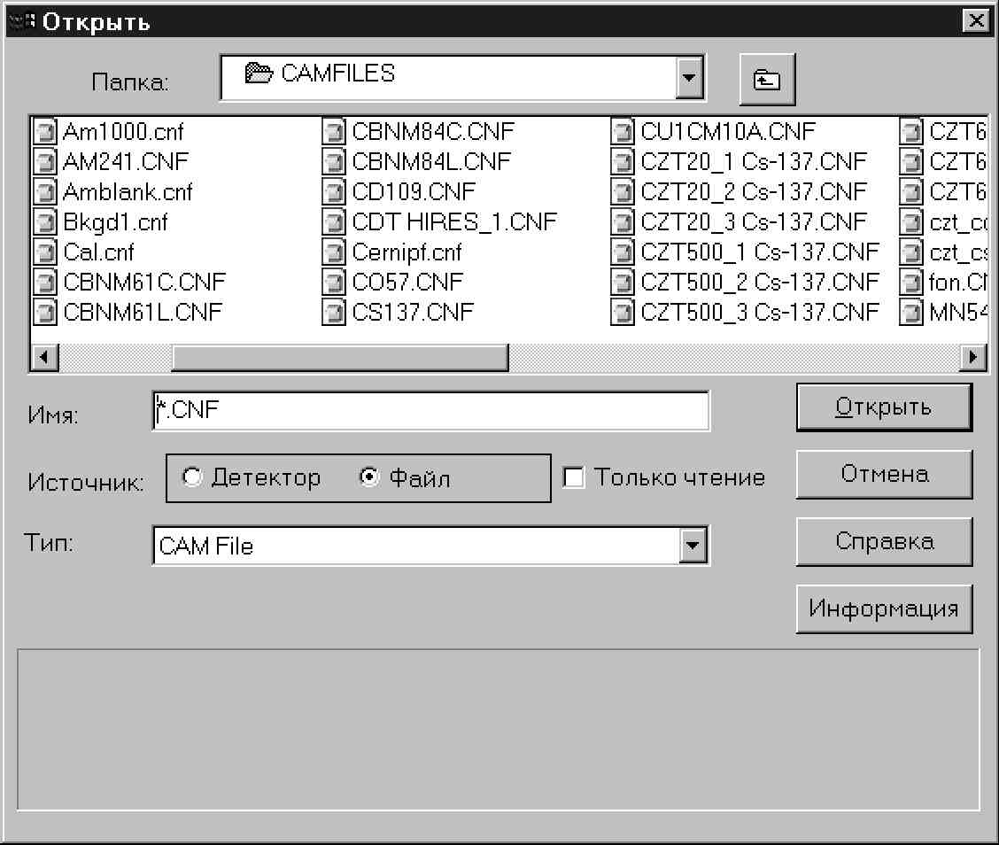 Открыть
Папка: CAMFILES
Am1000.cnf CBNM84C.CNF CU1CM10A.CNF CZT6
AM241.CNF CBNM84L.CNF CZT20_1 Cs-137.CNF CZT6
Amblank.cnf CD109.CNF CZT20_2 Cs-137.CNF CZT6
Bkgd1.cnf CDT HIRES_1.CNF CZT20_3 Cs-137.CNF
Cal.cnf Cernipf.cnf CZT500_1 Cs-137.CNF czt_cs
CBNM61C.CNF CO57.CNF CZT500_2 Cs-137.CNF
CBNM61L.CNF CS137.CNF CZT500_3 Cs-137.CNF MN54
Имя: *.CNF Открыть
Источник: Детектор Файл Только чтение Отмена
Тип: CAM File Справка
Информация